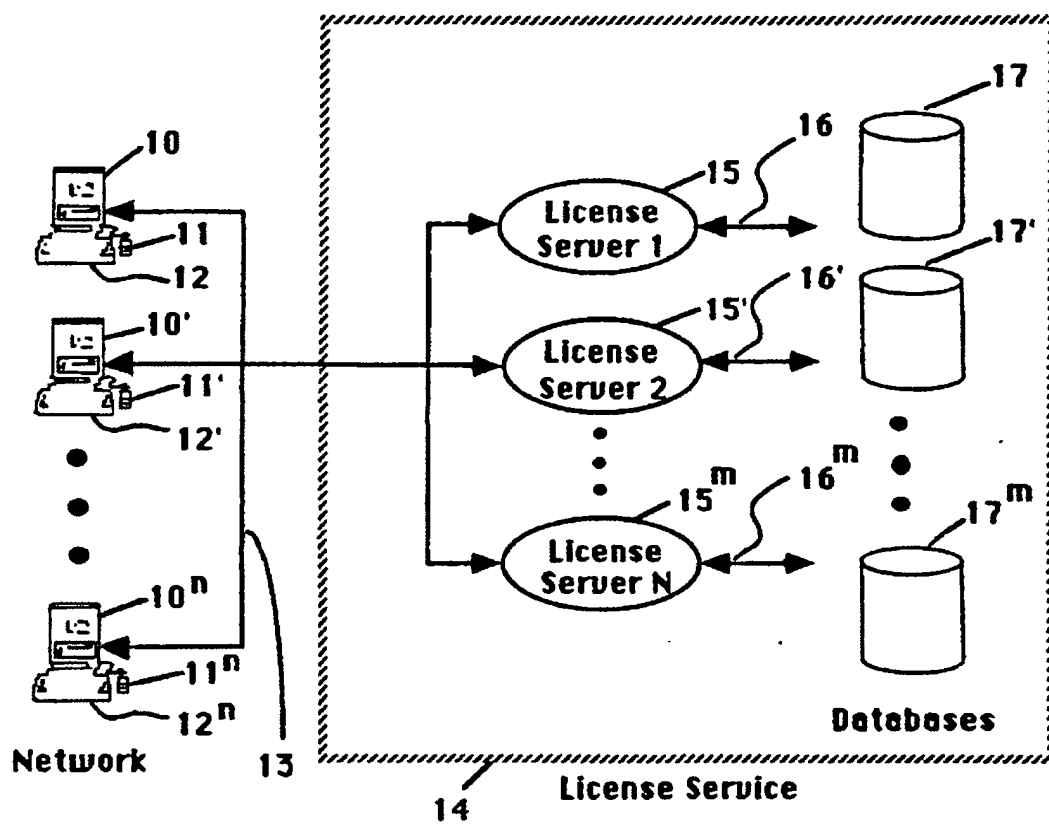 17
10
16
15
11
License
Server 1
12
17'
16'
10'
15'
License
Server 2
11'
12'
16^m
15^m
17^m
License
Server N
10^n
11^n
12^n
Databases
Network
13
14
License Service